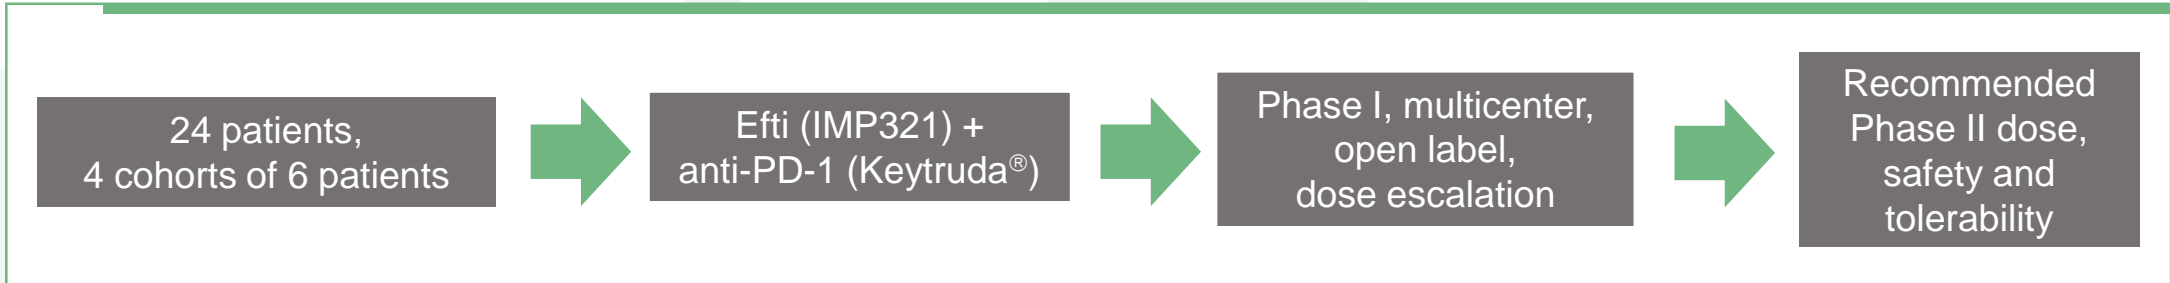 24 patients,
4 cohorts of 6 patients
Efti (IMP321) +
anti-PD-1 (Keytruda®)
Phase I, multicenter,
open label,
dose escalation
Recommended
Phase II dose,
safety and
tolerability